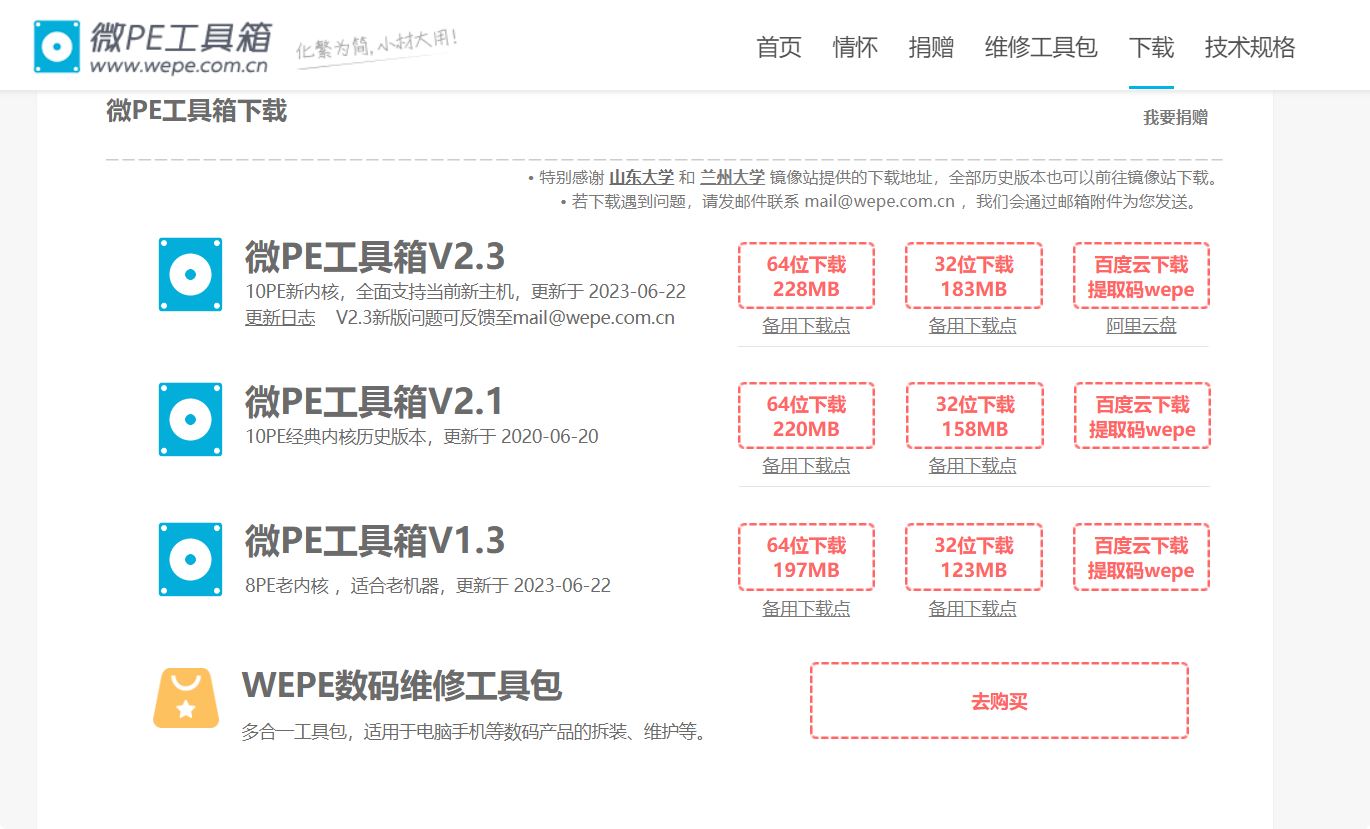 微PE工具箱
www.wepe.com.cn
化繁为简,小材大用!
首页 情怀 捐赠 维修工具包 下载 技术规格
微PE工具箱下载
我要捐赠
• 特别感谢 山东大学 和 兰州大学 镜像站提供的下载地址，全部历史版本也可以前往镜像站下载。
• 若下载遇到问题，请发邮件联系 mail@wepe.com.cn ，我们会通过邮箱附件为您发送。
微PE工具箱V2.3
10PE新内核，全面支持当前新主机，更新于 2023-06-22
更新日志 V2.3新版问题可反馈至mail@wepe.com.cn
64位下载
228MB
备用下载点
32位下载
183MB
备用下载点
百度云下载
提取码wepe
阿里云盘
微PE工具箱V2.1
10PE经典内核历史版本，更新于 2020-06-20
64位下载
220MB
备用下载点
32位下载
158MB
备用下载点
百度云下载
提取码wepe
微PE工具箱V1.3
8PE老内核 ，适合老机器，更新于 2023-06-22
64位下载
197MB
备用下载点
32位下载
123MB
备用下载点
百度云下载
提取码wepe
WEPE数码维修工具包
多合一工具包，适用于电脑手机等数码产品的拆装、维护等。
去购买